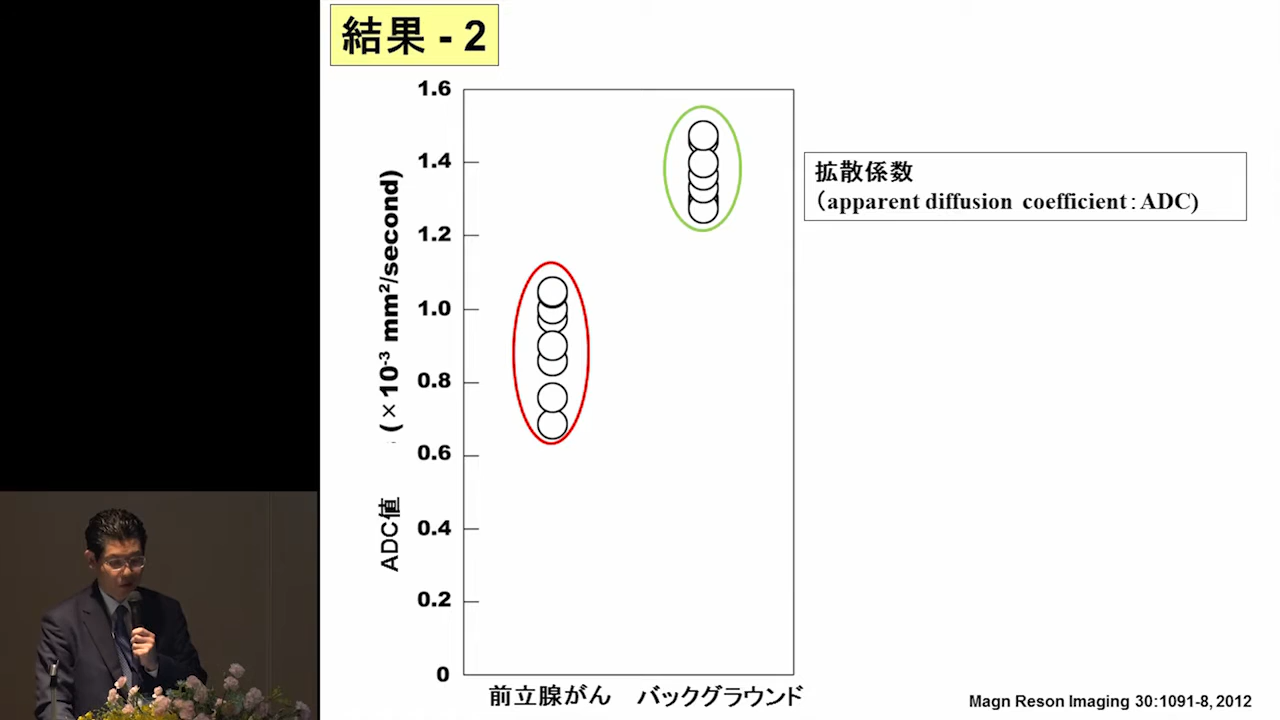 結果 - 2
1.6
1.4
1.2
1.0
0.8
0.6
0.4
0.2
0
ADC値 (×10-3 mm2/second)
前立腺がん バックグラウンド
拡散係数
(apparent diffusion coefficient:ADC)
Magn Reson Imaging 30:1091-8, 2012